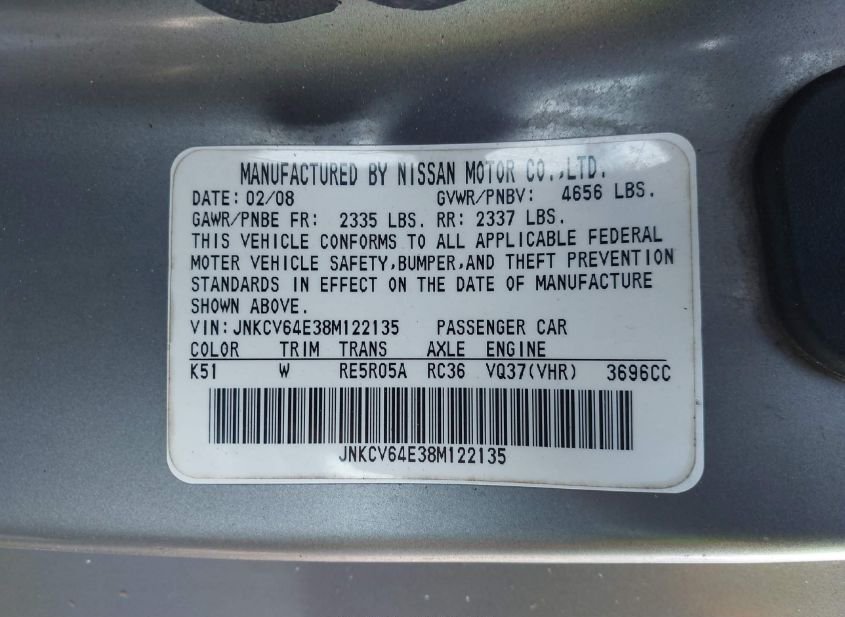 MANUFACTURED BY NISSAN MOTOR CO.,LTD.
DATE: 02/08 GVWR/PNBV: 4656 LBS.
GAWR/PNBE FR: 2335 LBS. RR: 2337 LBS.
THIS VEHICLE CONFORMS TO ALL APPLICABLE FEDERAL
MOTER VEHICLE SAFETY,BUMPER,AND THEFT PREVENTION
STANDARDS IN EFFECT ON THE DATE OF MANUFACTURE
SHOWN ABOVE.
VIN:JNKCV64E38M122135 PASSENGER CAR
COLOR TRIM TRANS AXLE ENGINE
K51 W RE5R05A RC36 VQ37(VHR) 3696CC
JNKCV64E38M122135